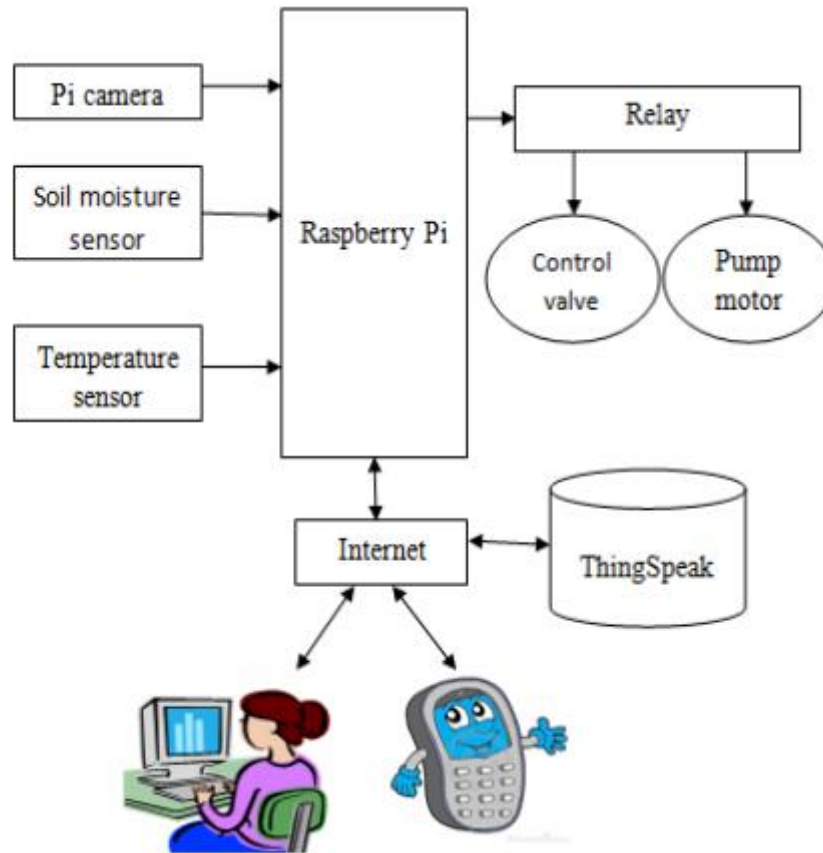 Pi camera
Soil moisture
sensor
Temperature
sensor
Raspberry Pi
Relay
Control
valve
Pump
motor
Internet
ThingSpeak